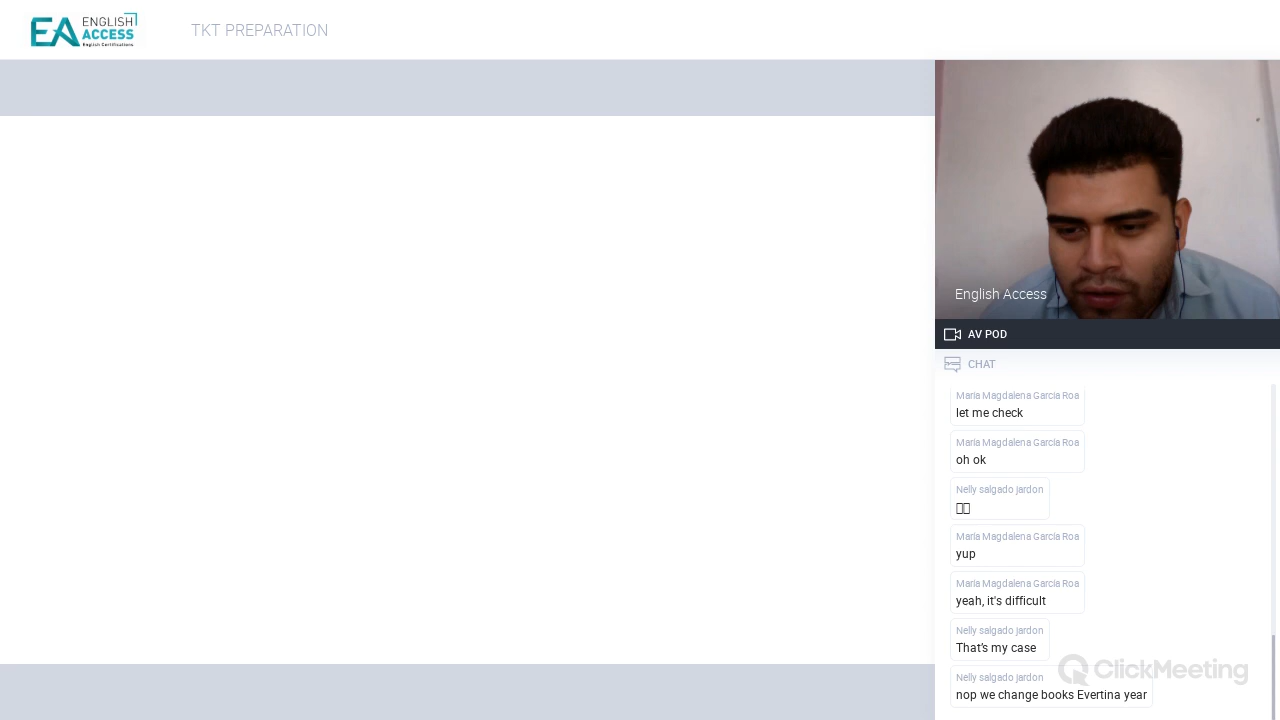 EA ENGLISH ACCESS
English Certifications
TKT PREPARATION
English Access
AV POD
CHAT
Maria Magdalena Garcia Roa
let me check
Maria Magdalena Garcia Roa
oh ok
Nelly salgado jardon
Maria Magdalena Garcia Roa
yup
Maria Magdalena Garcia Roa
yeah, it's difficult
Nelly salgado jardon
That's my case
ClickMeeting
Nelly salgado jardon
nop we change books Evertina year